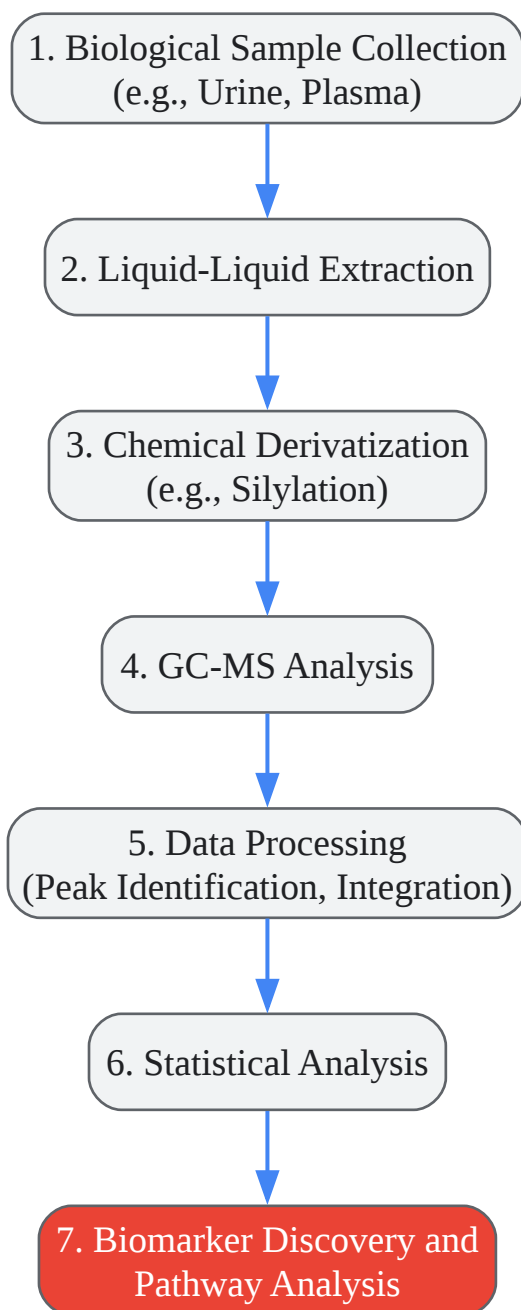 1. Biological Sample Collection
(e.g., Urine, Plasma)
2. Liquid-Liquid Extraction
3. Chemical Derivatization
(e.g., Silylation)
4. GC-MS Analysis
5. Data Processing
(Peak Identification, Integration)
6. Statistical Analysis
7. Biomarker Discovery and
Pathway Analysis